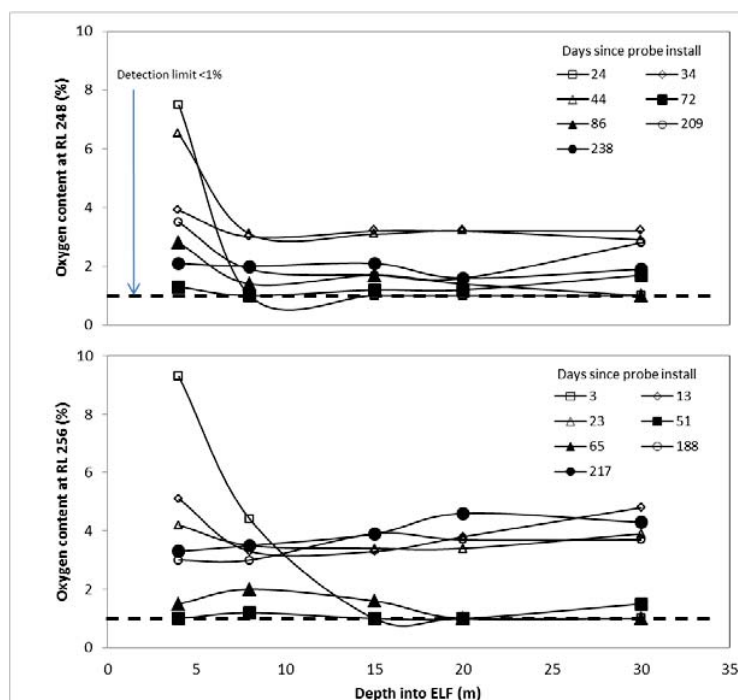 Oxygen content at RL 248 (%)
10
8
6
4
2
0
Detection limit <1%
Days since probe install
24 34
44 72
86 209
238
Oxygen content at RL 256 (%)
10
8
6
4
2
0
Days since probe install
3 13
23 51
65 188
217
0 5 10 15 20 25 30 35
Depth into ELF (m)